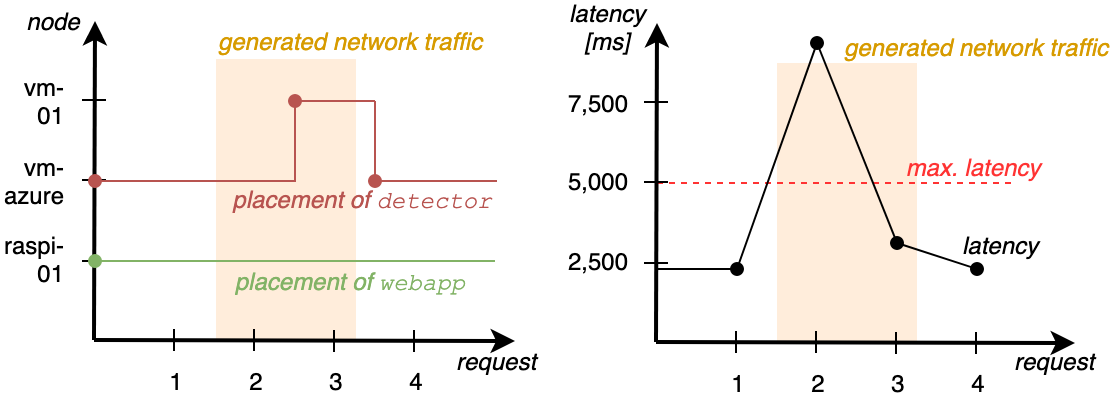 node
generated network traffic
vm-
01
vm-
azure
placement of detector
raspi-
01
placement of webapp
request
1
2
3
4
latency
[ms]
generated network traffic
7,500
max. latency
5,000
latency
2,500
request
1
2
3
4